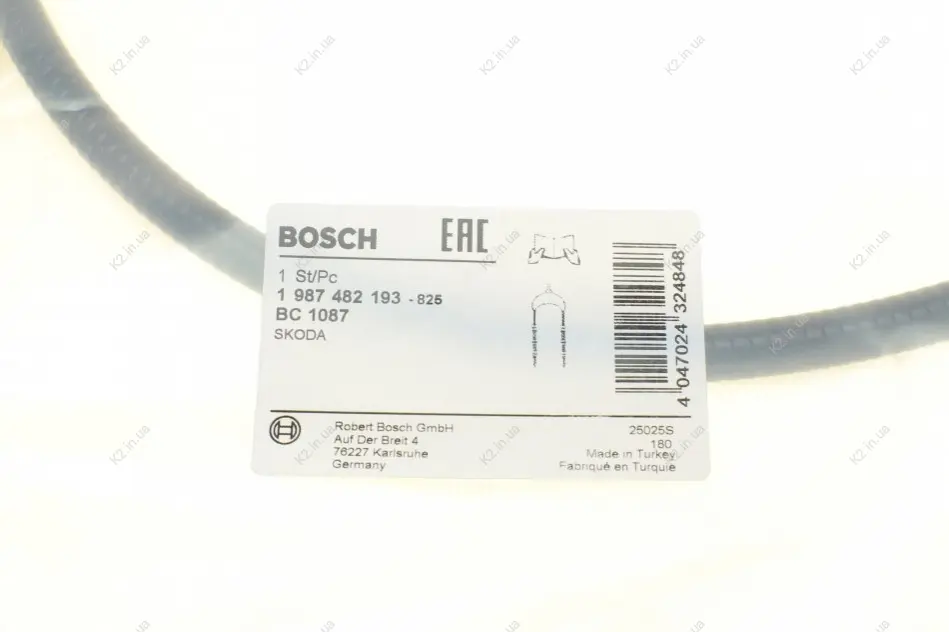 BOSCH
EAC
1 St/Pc
1 987 482 193 - 825
BC 1087
SKODA
4 047024 324848
Robert Bosch GmbH
Auf Der Breit 4
76227 Karlsruhe
Germany
25025S
180
Made in Turkey
Fabriqué en Turquie
K2.in.ua